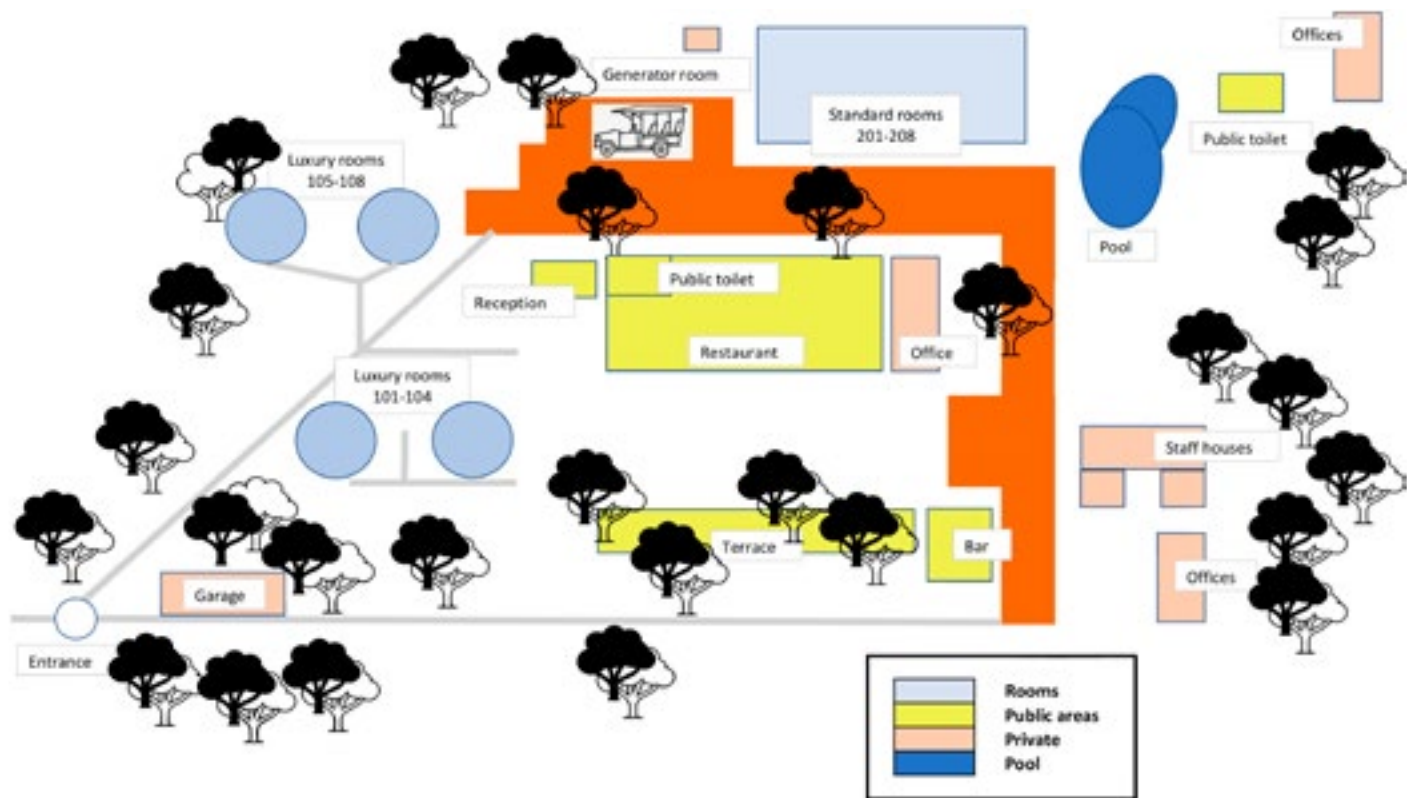 Offices
Generator room
Standard rooms
201-208
Public toilet
Luxury rooms
105-108
Pool
Public toilet
Reception
Restaurant
Office
Luxury rooms
101-104
Staff houses
Terrace
Bar
Offices
Garage
Entrance
Rooms
Public areas
Private
Pool